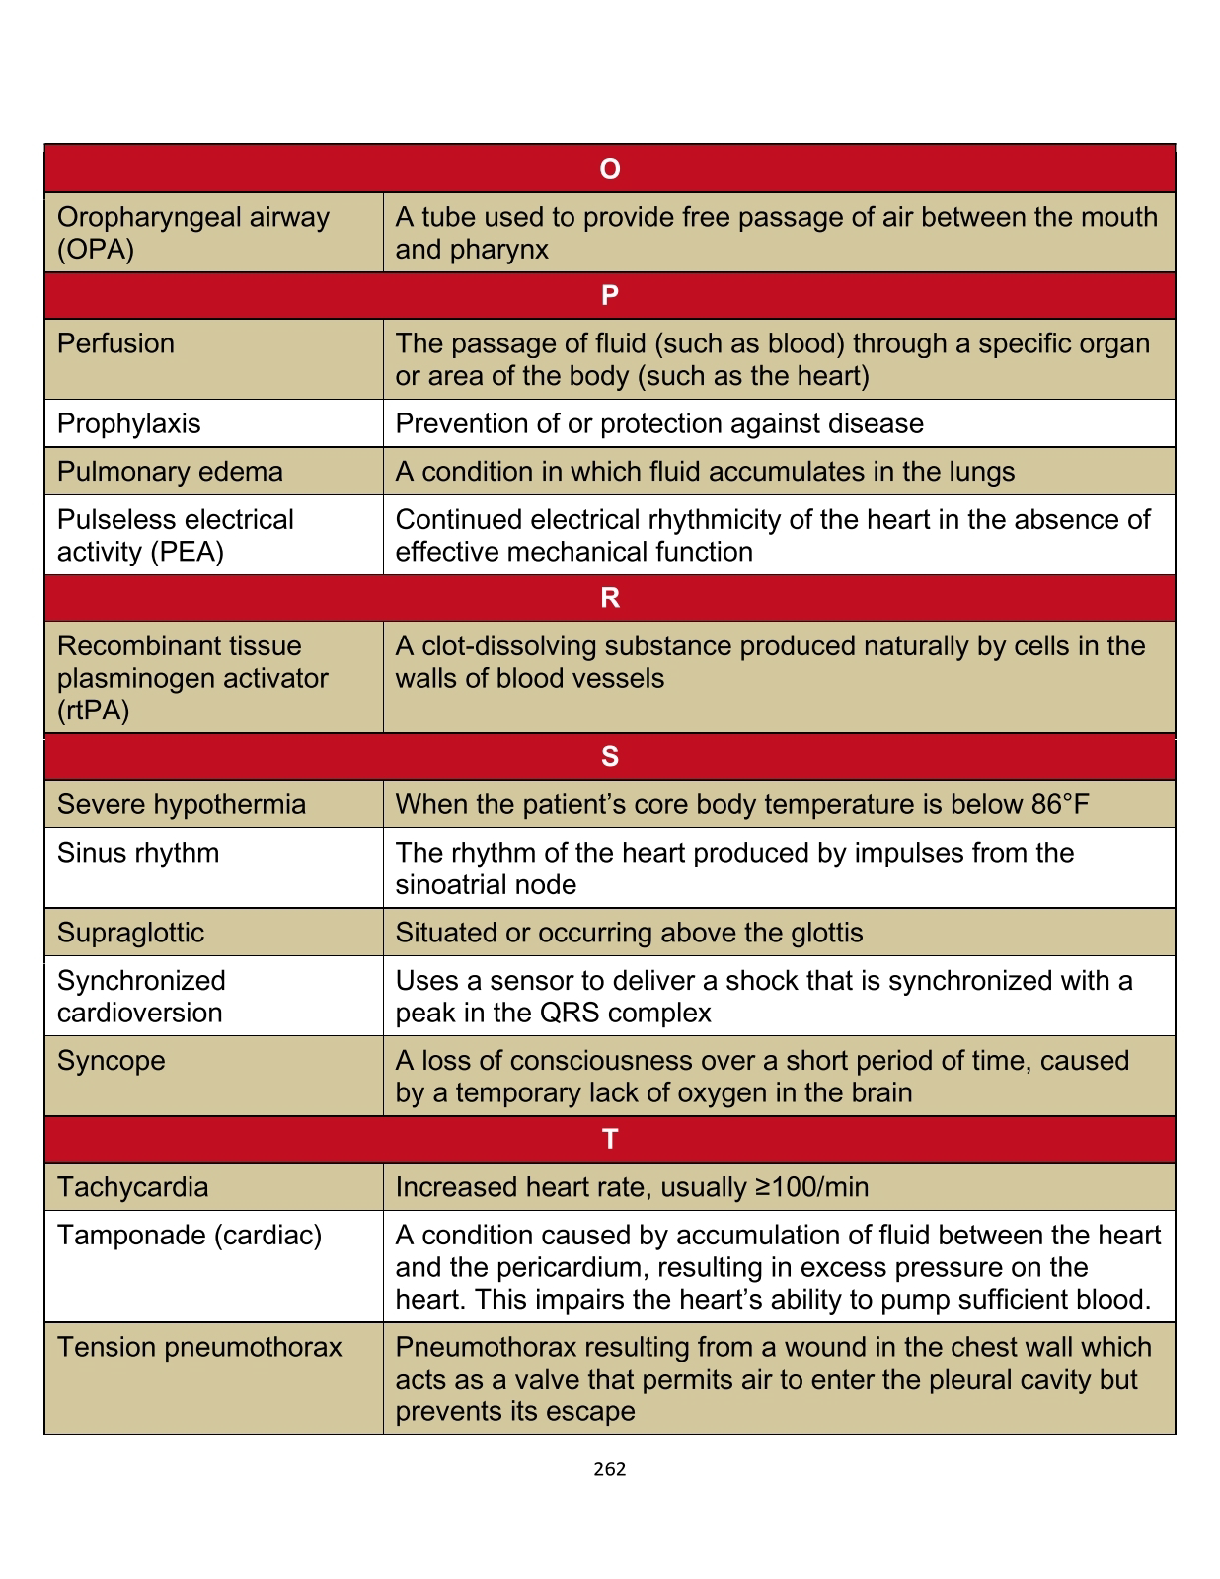 O
Oropharyngeal airway
(OPA)
A tube used to provide free passage of air between the mouth
and pharynx
P
Perfusion
The passage of fluid (such as blood) through a specific organ
or area of the body (such as the heart)
Prophylaxis
Prevention of or protection against disease
Pulmonary edema
A condition in which fluid accumulates in the lungs
Pulseless electrical
activity (PEA)
Continued electrical rhythmicity of the heart in the absence of
effective mechanical function
R
Recombinant tissue
plasminogen activator
(rtPA)
A clot-dissolving substance produced naturally by cells in the
walls of blood vessels
S
Severe hypothermia
When the patient’s core body temperature is below 86°F
Sinus rhythm
The rhythm of the heart produced by impulses from the
sinoatrial node
Supraglottic
Situated or occurring above the glottis
Synchronized
cardioversion
Uses a sensor to deliver a shock that is synchronized with a
peak in the QRS complex
Syncope
A loss of consciousness over a short period of time, caused
by a temporary lack of oxygen in the brain
T
Tachycardia
Increased heart rate, usually ≥100/min
Tamponade (cardiac)
A condition caused by accumulation of fluid between the heart
and the pericardium, resulting in excess pressure on the
heart. This impairs the heart’s ability to pump sufficient blood.
Tension pneumothorax
Pneumothorax resulting from a wound in the chest wall which
acts as a valve that permits air to enter the pleural cavity but
prevents its escape
262